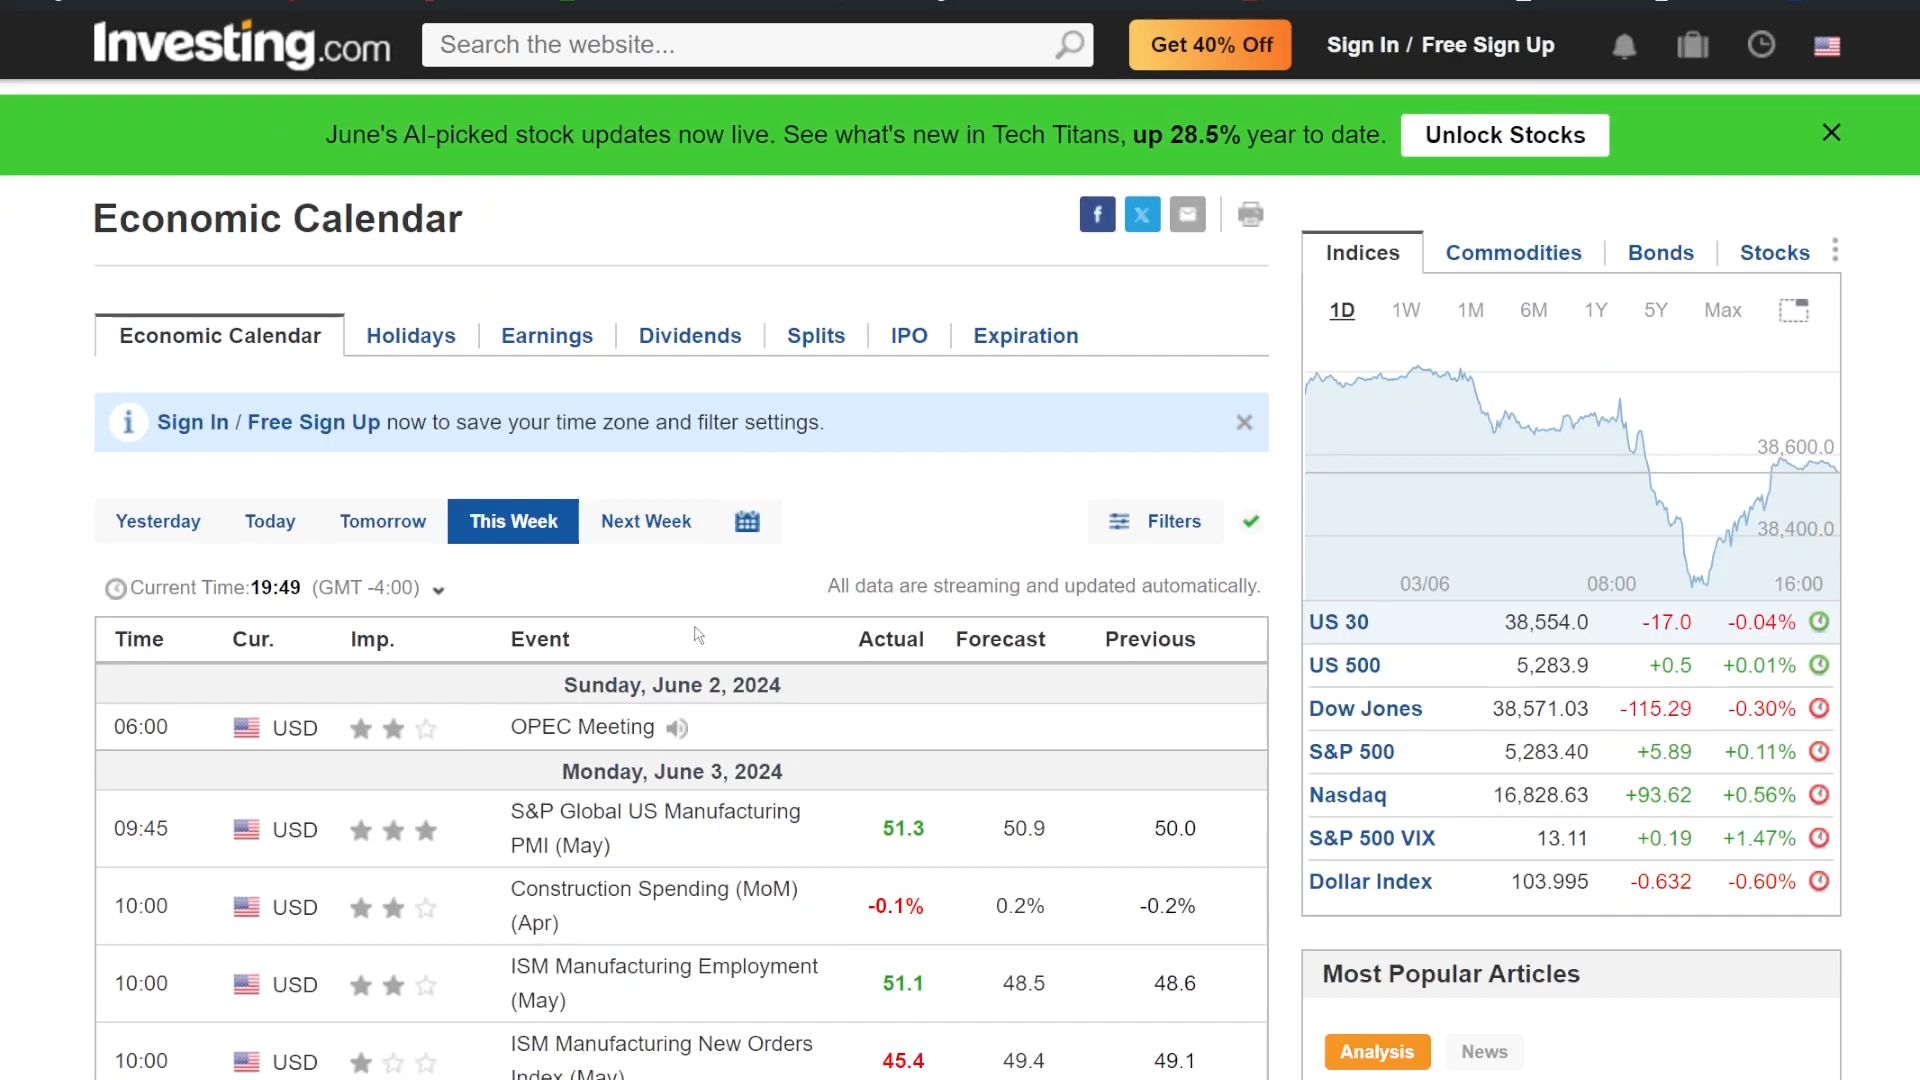 Investing.com
Search the website...
Get 40% Off
Sign In / Free Sign Up
June's AI-picked stock updates now live. See what's new in Tech Titans, up 28.5% year to date.
Unlock Stocks
Economic Calendar
Economic Calendar Holidays Earnings Dividends Splits IPO Expiration
Sign In / Free Sign Up now to save your time zone and filter settings.
Yesterday Today Tomorrow This Week Next Week
Filters
Current Time:19:49 (GMT -4:00)
All data are streaming and updated automatically.
Time Cur. Imp. Event Actual Forecast Previous
Sunday, June 2, 2024
06:00 USD OPEC Meeting
Monday, June 3, 2024
09:45 USD S&P Global US Manufacturing 51.3 50.9 50.0
PMI (May)
10:00 USD Construction Spending (MoM) -0.1% 0.2% -0.2%
(Apr)
10:00 USD ISM Manufacturing Employment 51.1 48.5 48.6
(May)
10:00 USD ISM Manufacturing New Orders 45.4 49.4 49.1
Index (May)
Indices Commodities Bonds Stocks
1D 1W 1M 6M 1Y 5Y Max
38,600.0
38,400.0
03/06 08:00 16:00
US 30 38,554.0 -17.0 -0.04%
US 500 5,283.9 +0.5 +0.01%
Dow Jones 38,571.03 -115.29 -0.30%
S&P 500 5,283.40 +5.89 +0.11%
Nasdaq 16,828.63 +93.62 +0.56%
S&P 500 VIX 13.11 +0.19 +1.47%
Dollar Index 103.995 -0.632 -0.60%
Most Popular Articles
Analysis News